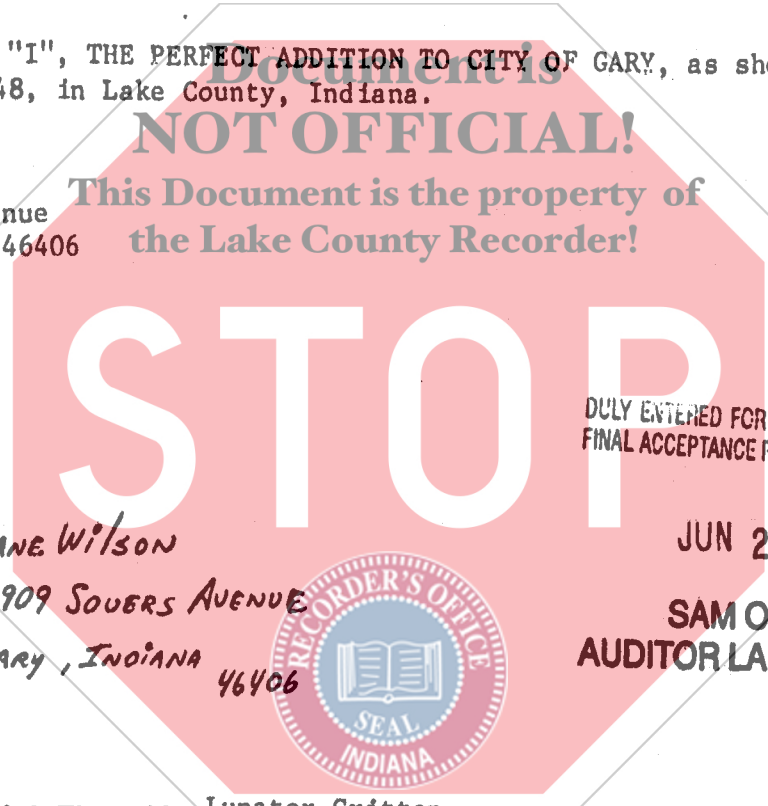 "I", THE PERFECT ADDITION TO CITY OF GARY, as sho
48, in Lake County, Indiana.
Document is
NOT OFFICIAL!
This Document is the property of
the Lake County Recorder!
nue
46406
STOP
DULY ENTERED FOR
FINAL ACCEPTANCE
JUN 2
SAM O
AUDITOR LA
NE Wilson
909 SOUERS AVENUE
ARY, INDIANA
46406
RECORDER'S OFFICE
SEAL
INDIANA